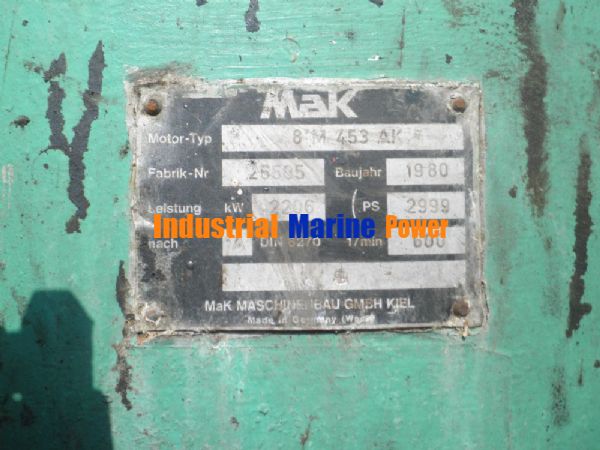 MaK
Motor-Typ 8 M 453 AK
Fabrik-Nr 26595 Baujahr 1980
Leistung kW 2206 (PS 2999
Industrial Marine Power
nach A DIN 6270 1/min 600
MaK MASCHINENBAU GMBH KIEL
Made in Germany (West)